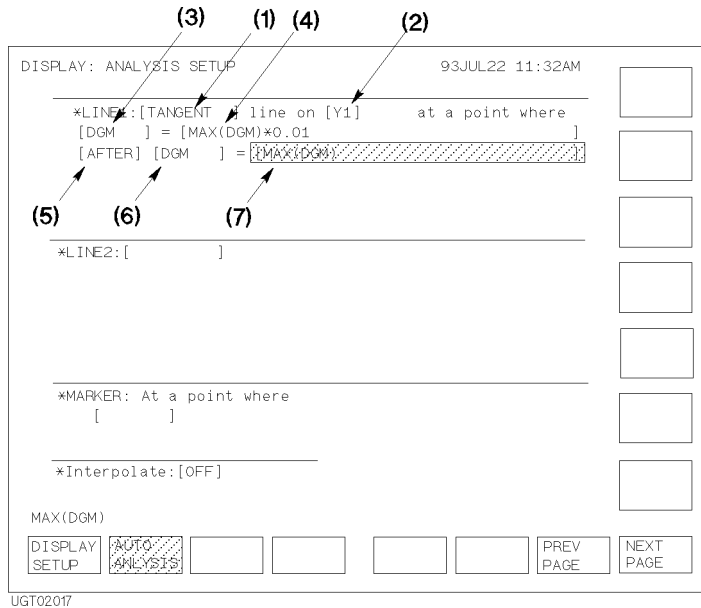 (3) (1) (4) (2)
DISPLAY: ANALYSIS SETUP 93JUL22 11:32AM
*LINE1:[TANGENT ] line on [Y1] at a point where
[DGM ] = [MAX(DGM)*0.01 ]
[AFTER] [DGM ] = [MAX(DGM) ]
(5) (6) (7)
*LINE2:[ ]
*MARKER: At a point where
[ ]
*Interpolate:[OFF]
MAX(DGM)
DISPLAY SETUP
AUTO ANLYSIS
PREV PAGE
NEXT PAGE
UGT02017